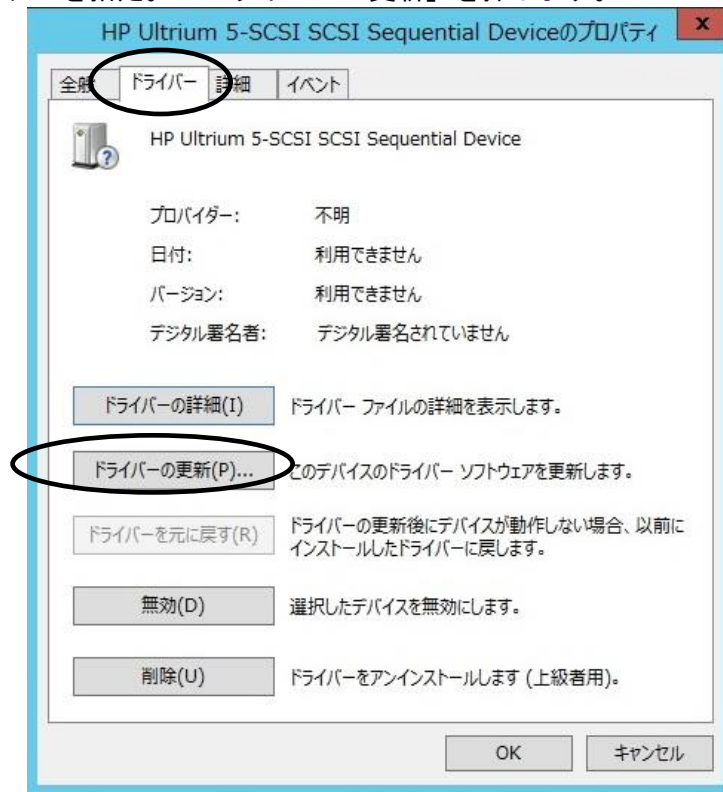 HP Ultrium 5-SCSI SCSI Sequential Deviceのプロパティ
x
全般 ドライバー 詳細 イベント
HP Ultrium 5-SCSI SCSI Sequential Device
プロバイダー: 不明
日付: 利用できません
バージョン: 利用できません
デジタル署名者: デジタル署名されていません
ドライバーの詳細(I) ドライバー ファイルの詳細を表示します。
ドライバーの更新(P)... このデバイスのドライバー ソフトウェアを更新します。
ドライバーを元に戻す(R) ドライバーの更新後にデバイスが動作しない場合、以前に
インストールしたドライバーに戻します。
無効(D) 選択したデバイスを無効にします。
削除(U) ドライバーをアンインストールします (上級者用)。
OK キャンセル